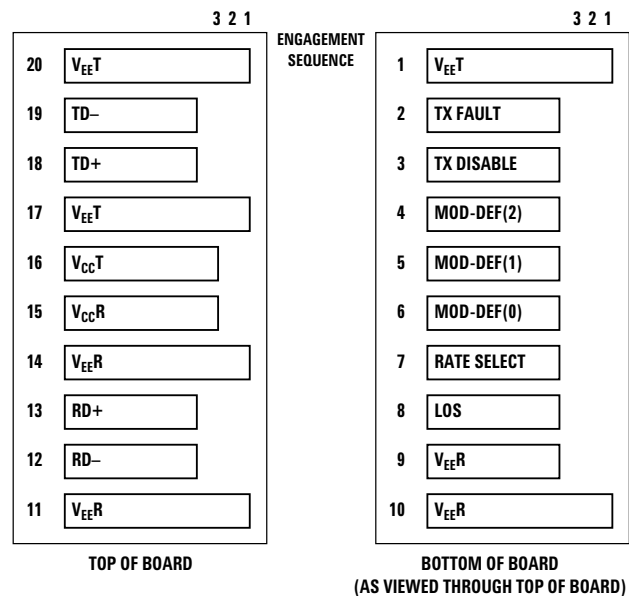 3 2 1
20 VEET
19 TD–
18 TD+
17 VEET
16 VCCT
15 VCCR
14 VEER
13 RD+
12 RD–
11 VEER
TOP OF BOARD
ENGAGEMENT
SEQUENCE
3 2 1
1 VEET
2 TX FAULT
3 TX DISABLE
4 MOD-DEF(2)
5 MOD-DEF(1)
6 MOD-DEF(0)
7 RATE SELECT
8 LOS
9 VEER
10 VEER
BOTTOM OF BOARD
(AS VIEWED THROUGH TOP OF BOARD)